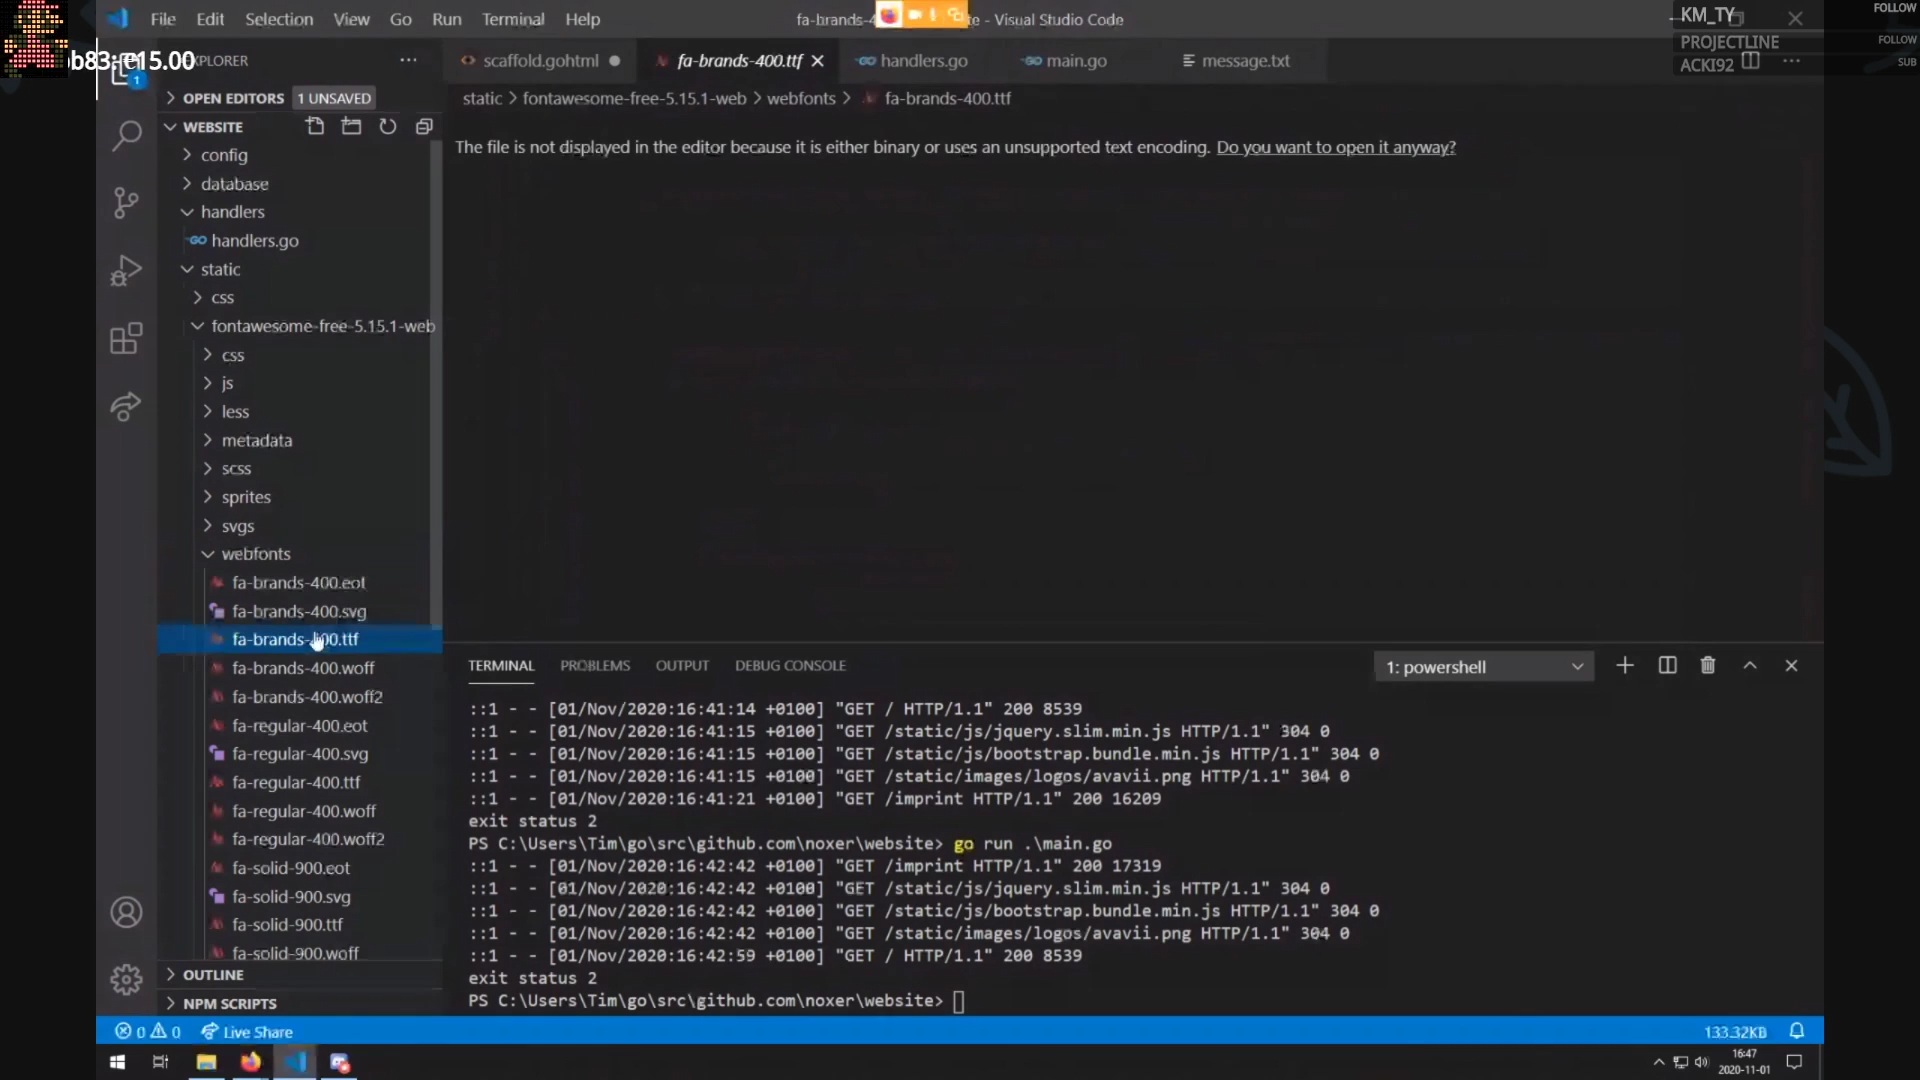 File Edit Selection View Go Run Terminal Help
- Visual Studio Code
KM_TY
FOLLOW
PROJECTLINE
FOLLOW
ACKI92
SUB
EXPLORER
scaffold.gohtml
fa-brands-400.ttf
handlers.go
main.go
message.txt
OPEN EDITORS 1 UNSAVED
static > fontawesome-free-5.15.1-web > webfonts > fa-brands-400.ttf
WEBSITE
The file is not displayed in the editor because it is either binary or uses an unsupported text encoding. Do you want to open it anyway?
config
database
handlers
handlers.go
static
css
fontawesome-free-5.15.1-web
css
js
less
metadata
scss
sprites
svgs
webfonts
fa-brands-400.eot
fa-brands-400.svg
fa-brands-400.ttf
fa-brands-400.woff
fa-brands-400.woff2
fa-regular-400.eot
fa-regular-400.svg
fa-regular-400.ttf
fa-regular-400.woff
fa-regular-400.woff2
fa-solid-900.eot
fa-solid-900.svg
fa-solid-900.ttf
fa-solid-900.woff
OUTLINE
NPM SCRIPTS
TERMINAL PROBLEMS OUTPUT DEBUG CONSOLE
1: powershell
::1 - - [01/Nov/2020:16:41:14 +0100] "GET / HTTP/1.1" 200 8539
::1 - - [01/Nov/2020:16:41:15 +0100] "GET /static/js/jquery.slim.min.js HTTP/1.1" 304 0
::1 - - [01/Nov/2020:16:41:15 +0100] "GET /static/js/bootstrap.bundle.min.js HTTP/1.1" 304 0
::1 - - [01/Nov/2020:16:41:15 +0100] "GET /static/images/logos/avavii.png HTTP/1.1" 304 0
::1 - - [01/Nov/2020:16:41:21 +0100] "GET /imprint HTTP/1.1" 200 16209
exit status 2
PS C:\Users\Tim\go\src\github.com\noxer\website> go run .\main.go
::1 - - [01/Nov/2020:16:42:42 +0100] "GET /imprint HTTP/1.1" 200 17319
::1 - - [01/Nov/2020:16:42:42 +0100] "GET /static/js/jquery.slim.min.js HTTP/1.1" 304 0
::1 - - [01/Nov/2020:16:42:42 +0100] "GET /static/js/bootstrap.bundle.min.js HTTP/1.1" 304 0
::1 - - [01/Nov/2020:16:42:42 +0100] "GET /static/images/logos/avavii.png HTTP/1.1" 304 0
::1 - - [01/Nov/2020:16:42:59 +0100] "GET / HTTP/1.1" 200 8539
exit status 2
PS C:\Users\Tim\go\src\github.com\noxer\website>
0 0 Live Share
133.32KB
16:47
2020-11-01